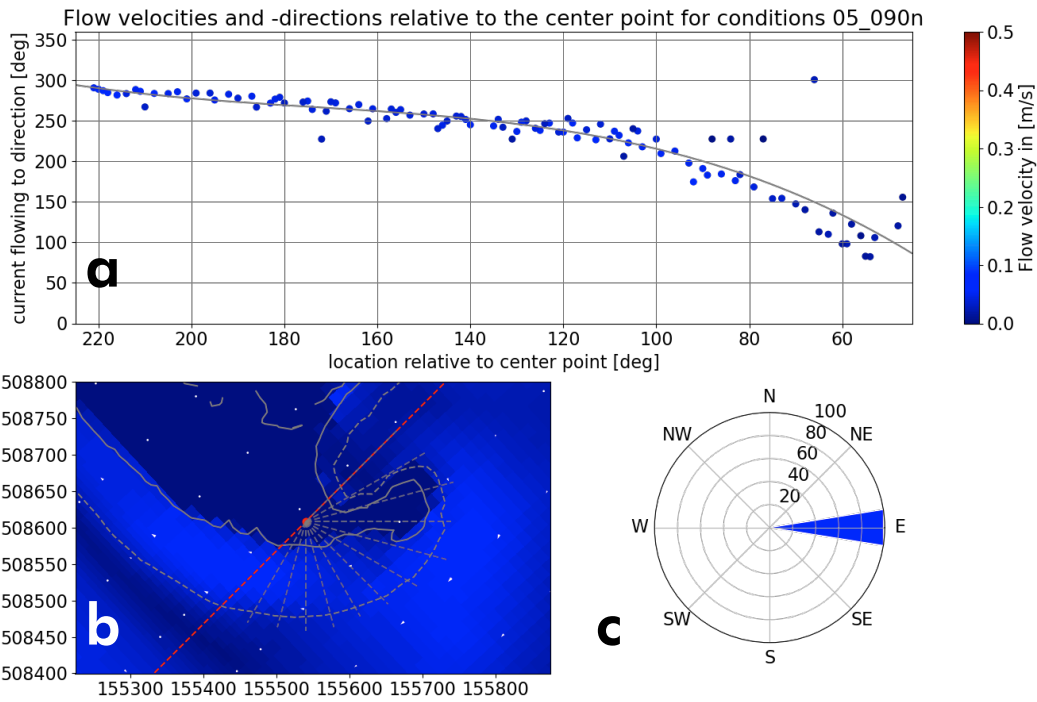 Flow velocities and -directions relative to the center point for conditions 05_090n
current flowing to direction [deg]
350
300
250
200
150
100
50
0
220 200 180 160 140 120 100 80 60
location relative to center point [deg]
a
0.5
0.4
0.3
0.2
0.1
0.0
Flow velocity in [m/s]
508800
508750
508700
508650
508600
508550
508500
508450
508400
155300 155400 155500 155600 155700 155800
b
N
NE
E
SE
S
SW
W
NW
100
80
60
40
20
c